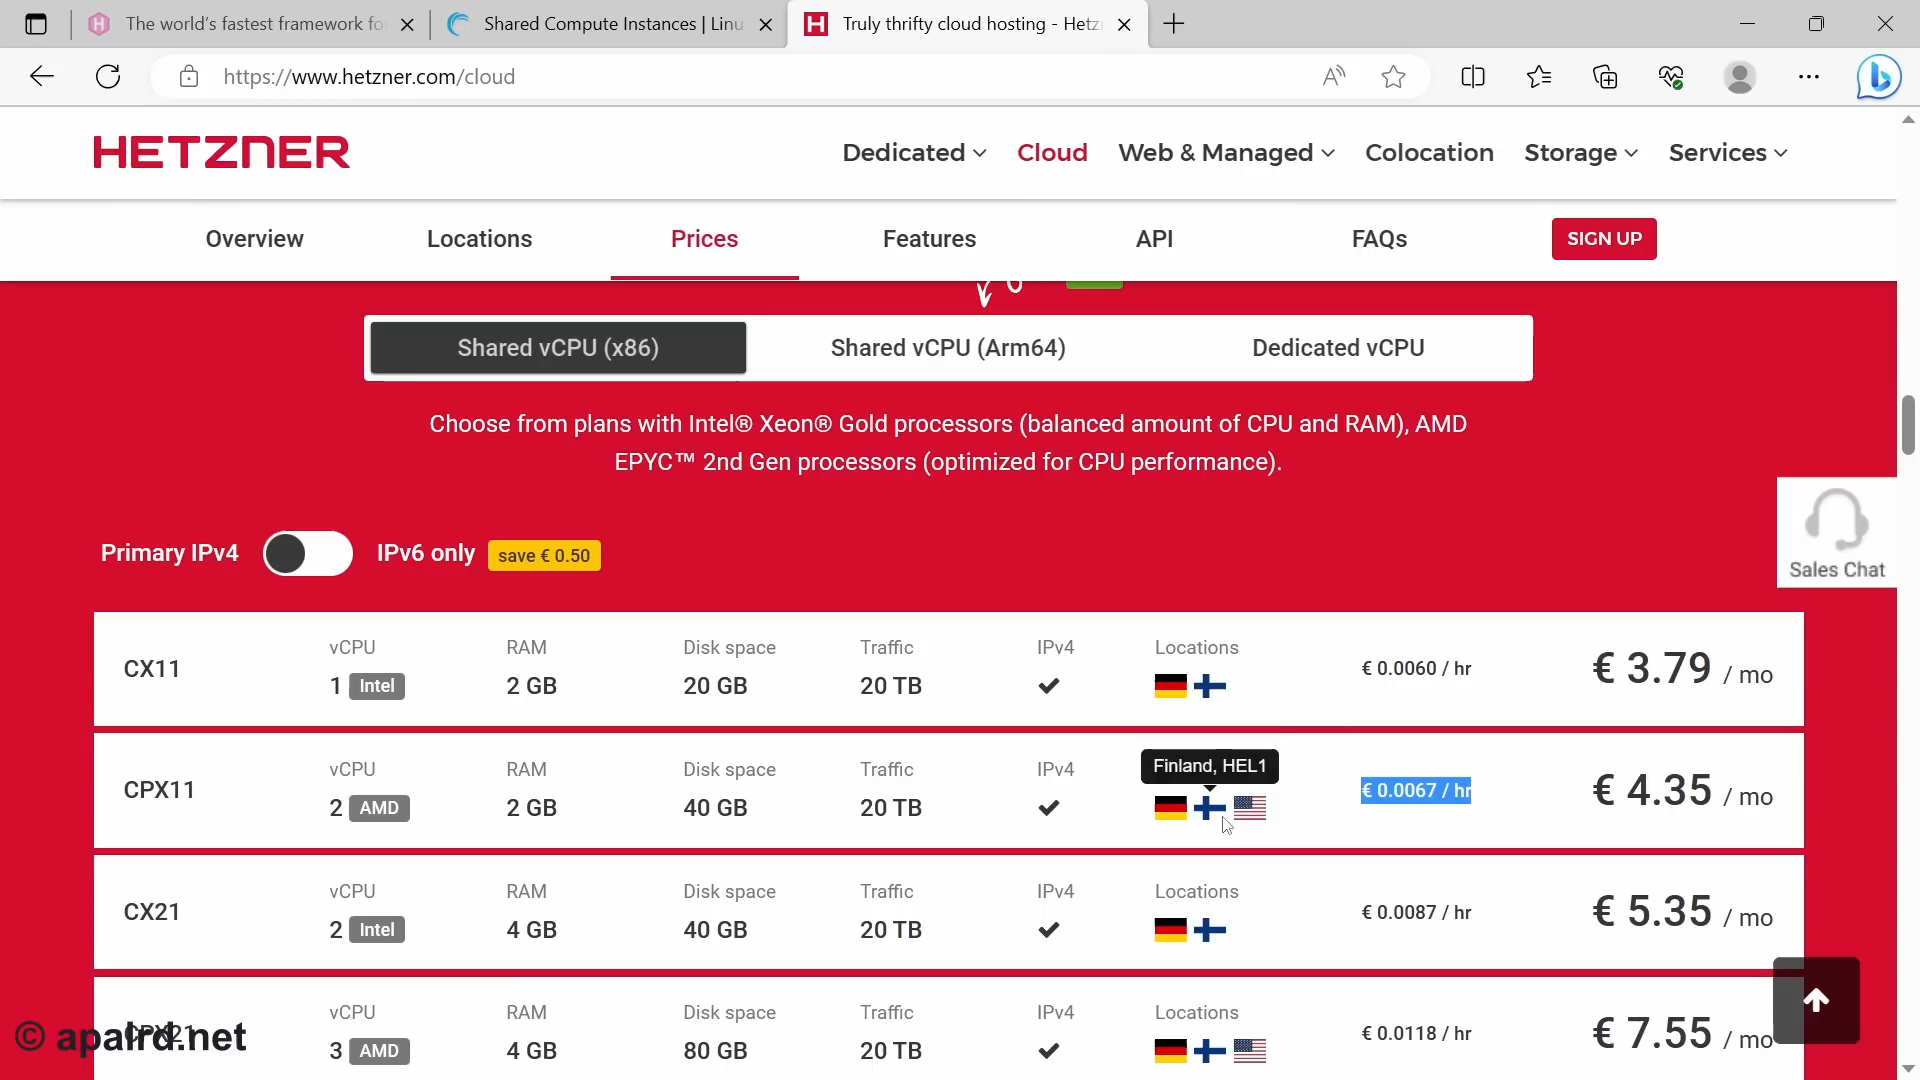 The world's fastest framework fo
Shared Compute Instances | Linu
Truly thrifty cloud hosting - Hetz
https://www.hetzner.com/cloud
HETZNER
Dedicated
Cloud
Web & Managed
Colocation
Storage
Services
Overview
Locations
Prices
Features
API
FAQs
SIGN UP
Shared vCPU (x86)
Shared vCPU (Arm64)
Dedicated vCPU
Choose from plans with Intel® Xeon® Gold processors (balanced amount of CPU and RAM), AMD
EPYC™ 2nd Gen processors (optimized for CPU performance).
Primary IPv4
IPv6 only
save € 0.50
Sales Chat
vCPU RAM Disk space Traffic IPv4 Locations
CX11 1 Intel 2 GB 20 GB 20 TB € 0.0060 / hr € 3.79 / mo
Finland, HEL1
vCPU RAM Disk space Traffic IPv4
CPX11 2 AMD 2 GB 40 GB 20 TB € 0.0067 / hr € 4.35 / mo
vCPU RAM Disk space Traffic IPv4 Locations
CX21 2 Intel 4 GB 40 GB 20 TB € 0.0087 / hr € 5.35 / mo
vCPU RAM Disk space Traffic IPv4 Locations
CPX21 3 AMD 4 GB 80 GB 20 TB € 0.0118 / hr € 7.55 / mo
© apalrd.net